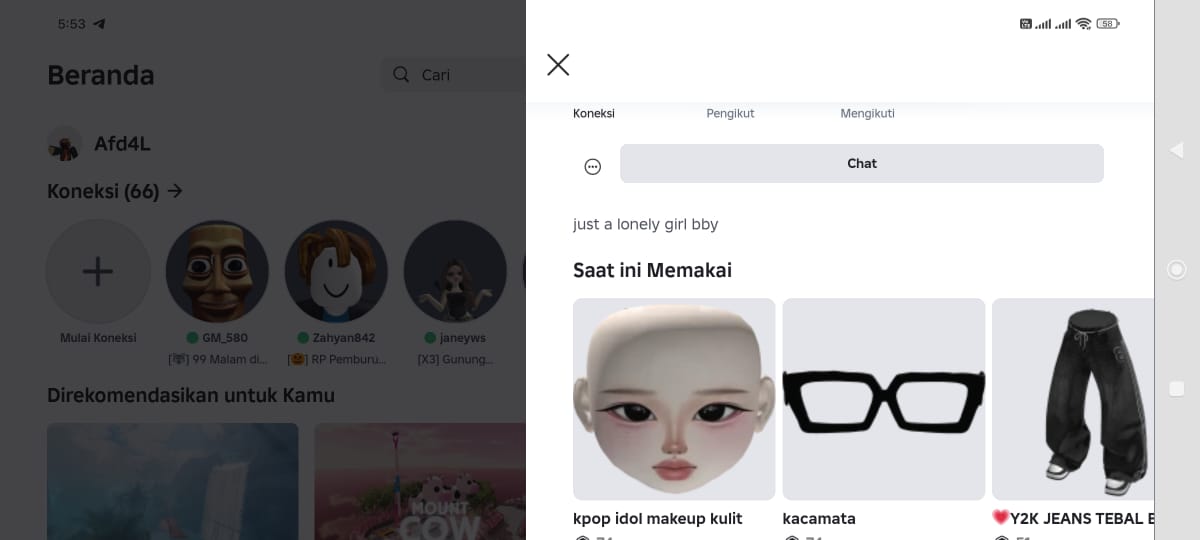 5:53
58
Beranda
Cari
Afd4L
Koneksi (66)
Mulai Koneksi
GM_580
Zahyan842
janeyws
[🐺] 99 Malam di...
[🎃] RP Pemburu...
[X3] Gunung...
Direkomendasikan untuk Kamu
MOUNT
COW
Koneksi
Pengikut
Mengikuti
Chat
just a lonely girl bby
Saat ini Memakai
kpop idol makeup kulit
kacamata
💗Y2K JEANS TEBAL